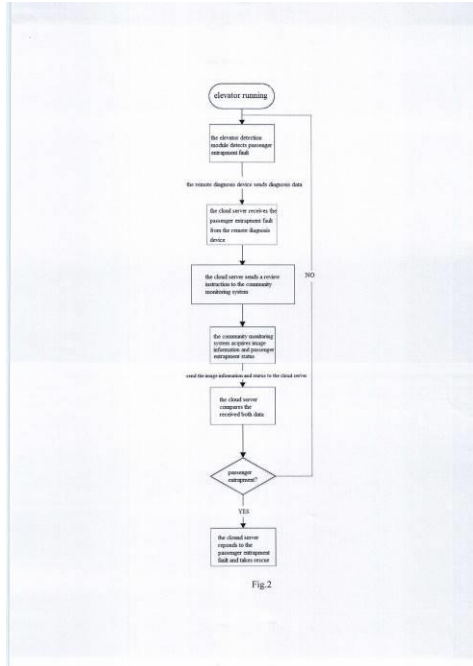 elevator running
the elevator detection
module detects passenger
entrapment fault
the remote diagnosis device sends diagnosis data
the cloud server receives the
passenger entrapment fault
from the remote diagnosis
device
the cloud server sends a review
instruction to the community
monitoring system
NO
the community monitoring
system acquires image
information and passenger
entrapment status
send the image information and status to the cloud server
the cloud server
compares the
received both data
passenger
entrapment?
YES
the clound server
reponds to the
passenger entrapment
fault and takes rescue
Fig.2